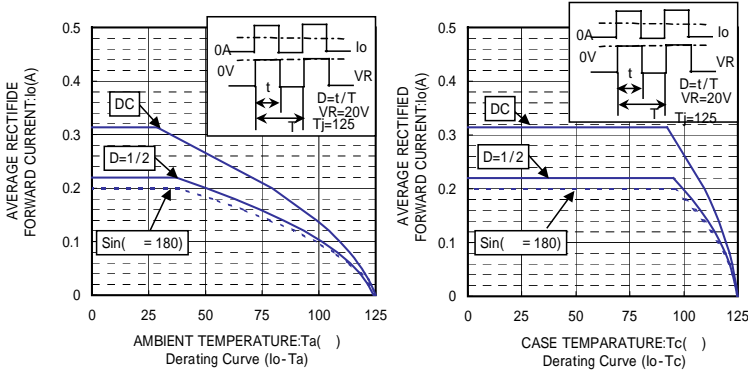 AVERAGE RECTIFIDE
FORWARD CURRENT:Io(A)
0.5
0.4
0.3
0.2
0.1
0
0A
Io
0V
VR
t
T
D=t/T
VR=20V
Tj=125
DC
D=1/2
Sin( = 180)
0 25 50 75 100 125
AMBIENT TEMPERATURE:Ta( )
Derating Curve (Io-Ta)
AVERAGE RECTIFIED
FORWARD CURRENT:Io(A)
0.5
0.4
0.3
0.2
0.1
0
0A
Io
0V
VR
t
T
D=t/T
VR=20V
Tj=125
DC
D=1/2
Sin( = 180)
0 25 50 75 100 125
CASE TEMPARATURE:Tc( )
Derating Curve (Io-Tc)